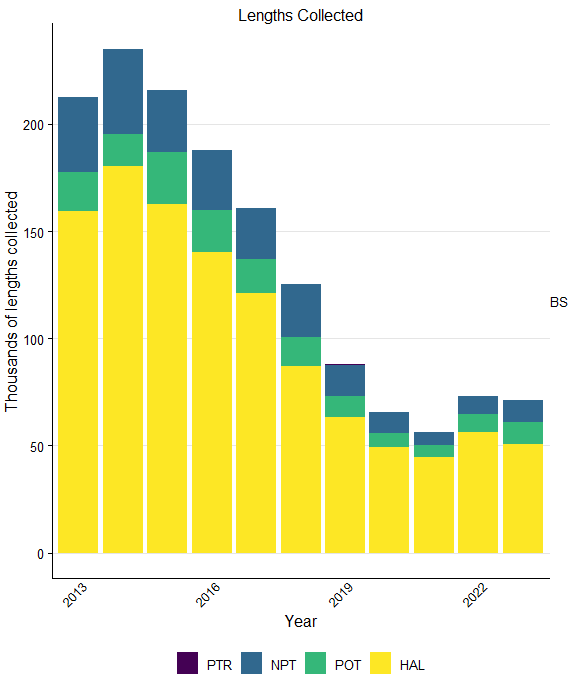 Lengths Collected
Thousands of lengths collected
200
150
100
50
0
BS
2013
2016
2019
2022
Year
PTR
NPT
POT
HAL